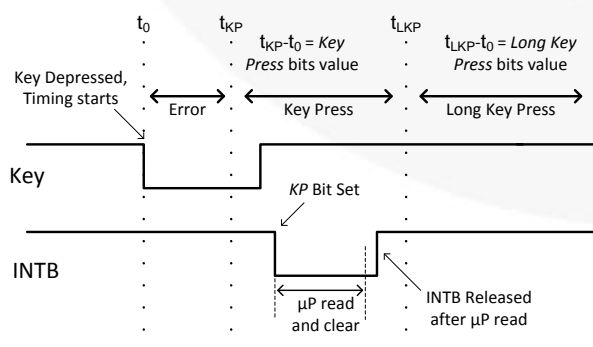 t0
tKP
tLKP
tKP-t0 = Key
Press bits value
tLKP-t0 = Long Key
Press bits value
Key Depressed,
Timing starts
Error
Key Press
Long Key Press
Key
KP Bit Set
INTB
µP read
and clear
INTB Released
after µP read